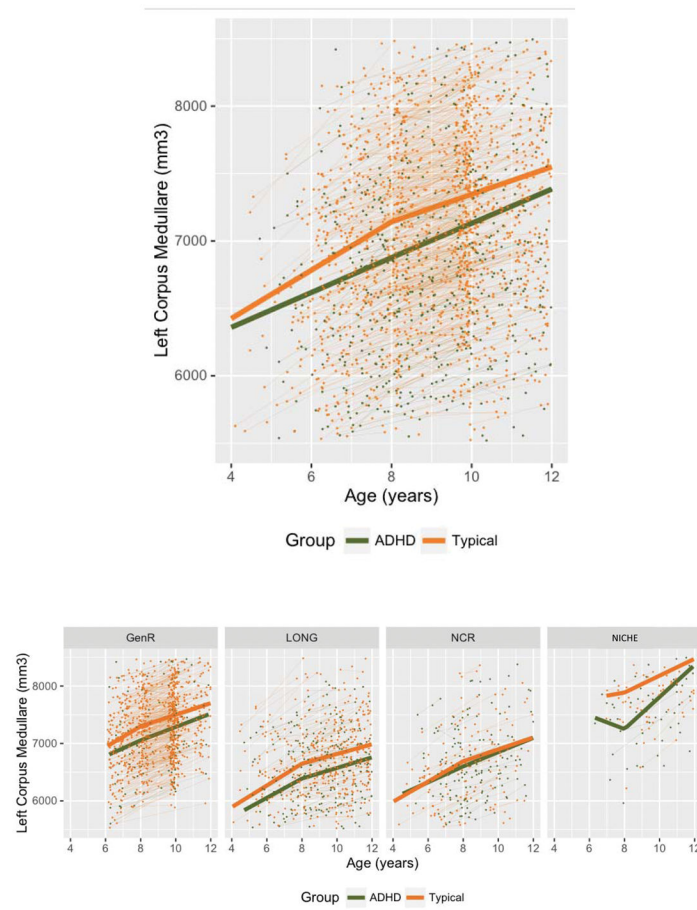 8000
7000
6000
Left Corpus Medullare (mm3)
4 6 8 10 12
Age (years)
Group ADHD Typical
GenR LONG NCR NICHE
8000
7000
6000
Left Corpus Medullare (mm3)
4 6 8 10 12 4 6 8 10 12 4 6 8 10 12 4 6 8 10 12
Age (years)
Group ADHD Typical